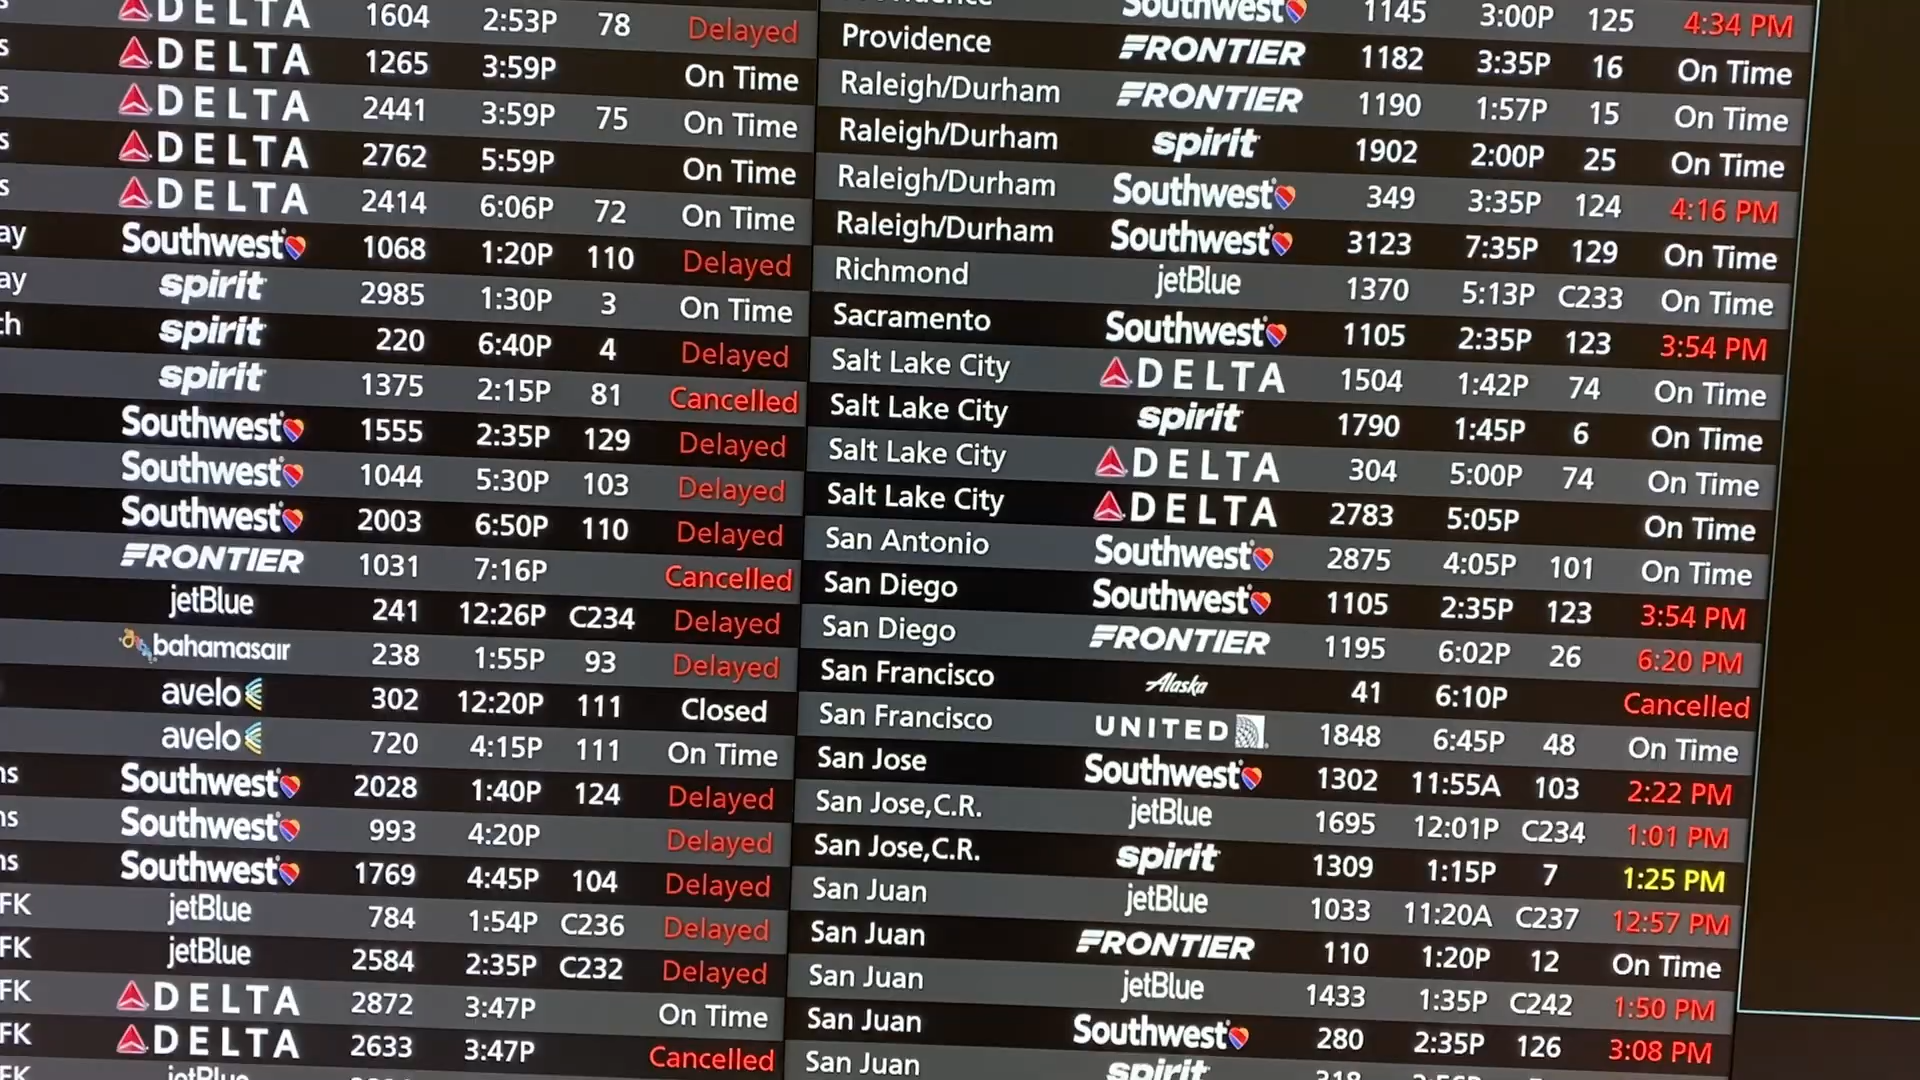 DELTA 1604 2:53P 78 Delayed
DELTA 1265 3:59P On Time
DELTA 2441 3:59P 75 On Time
DELTA 2762 5:59P On Time
DELTA 2414 6:06P 72 On Time
ay Southwest 1068 1:20P 110 Delayed
ay spirit 2985 1:30P 3 On Time
ch spirit 220 6:40P 4 Delayed
spirit 1375 2:15P 81 Cancelled
Southwest 1555 2:35P 129 Delayed
Southwest 1044 5:30P 103 Delayed
Southwest 2003 6:50P 110 Delayed
FRONTIER 1031 7:16P Cancelled
jetBlue 241 12:26P C234 Delayed
bahamasair 238 1:55P 93 Delayed
avelo 302 12:20P 111 Closed
avelo 720 4:15P 111 On Time
ns Southwest 2028 1:40P 124 Delayed
ns Southwest 993 4:20P Delayed
ns Southwest 1769 4:45P 104 Delayed
FK jetBlue 784 1:54P C236 Delayed
FK jetBlue 2584 2:35P C232 Delayed
FK DELTA 2872 3:47P On Time
FK DELTA 2633 3:47P Cancelled
FK jetBlue
Southwest 1145 3:00P 125 4:34 PM
Providence FRONTIER 1182 3:35P 16 On Time
Raleigh/Durham FRONTIER 1190 1:57P 15 On Time
Raleigh/Durham spirit 1902 2:00P 25 On Time
Raleigh/Durham Southwest 349 3:35P 124 4:16 PM
Raleigh/Durham Southwest 3123 7:35P 129 On Time
Richmond jetBlue 1370 5:13P C233 On Time
Sacramento Southwest 1105 2:35P 123 3:54 PM
Salt Lake City DELTA 1504 1:42P 74 On Time
Salt Lake City spirit 1790 1:45P 6 On Time
Salt Lake City DELTA 304 5:00P 74 On Time
Salt Lake City DELTA 2783 5:05P On Time
San Antonio Southwest 2875 4:05P 101 On Time
San Diego Southwest 1105 2:35P 123 3:54 PM
San Diego FRONTIER 1195 6:02P 26 6:20 PM
San Francisco Alaska 41 6:10P Cancelled
San Francisco UNITED 1848 6:45P 48 On Time
San Jose Southwest 1302 11:55A 103 2:22 PM
San Jose,C.R. jetBlue 1695 12:01P C234 1:01 PM
San Jose,C.R. spirit 1309 1:15P 7 1:25 PM
San Juan jetBlue 1033 11:20A C237 12:57 PM
San Juan FRONTIER 110 1:20P 12 On Time
San Juan jetBlue 1433 1:35P C242 1:50 PM
San Juan Southwest 280 2:35P 126 3:08 PM
San Juan spirit